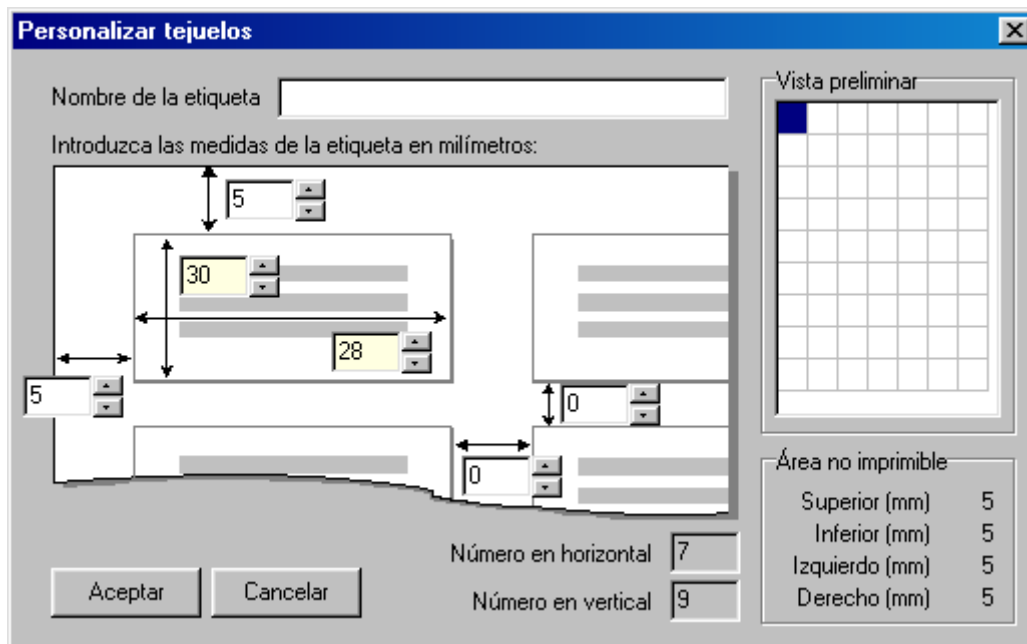 Personalizar tejuelos
Nombre de la etiqueta
Vista preliminar
Introduzca las medidas de la etiqueta en milímetros:
5
30
28
5
0
0
Área no imprimible
Superior (mm) 5
Inferior (mm) 5
Izquierdo (mm) 5
Derecho (mm) 5
Número en horizontal 7
Número en vertical 9
Aceptar
Cancelar